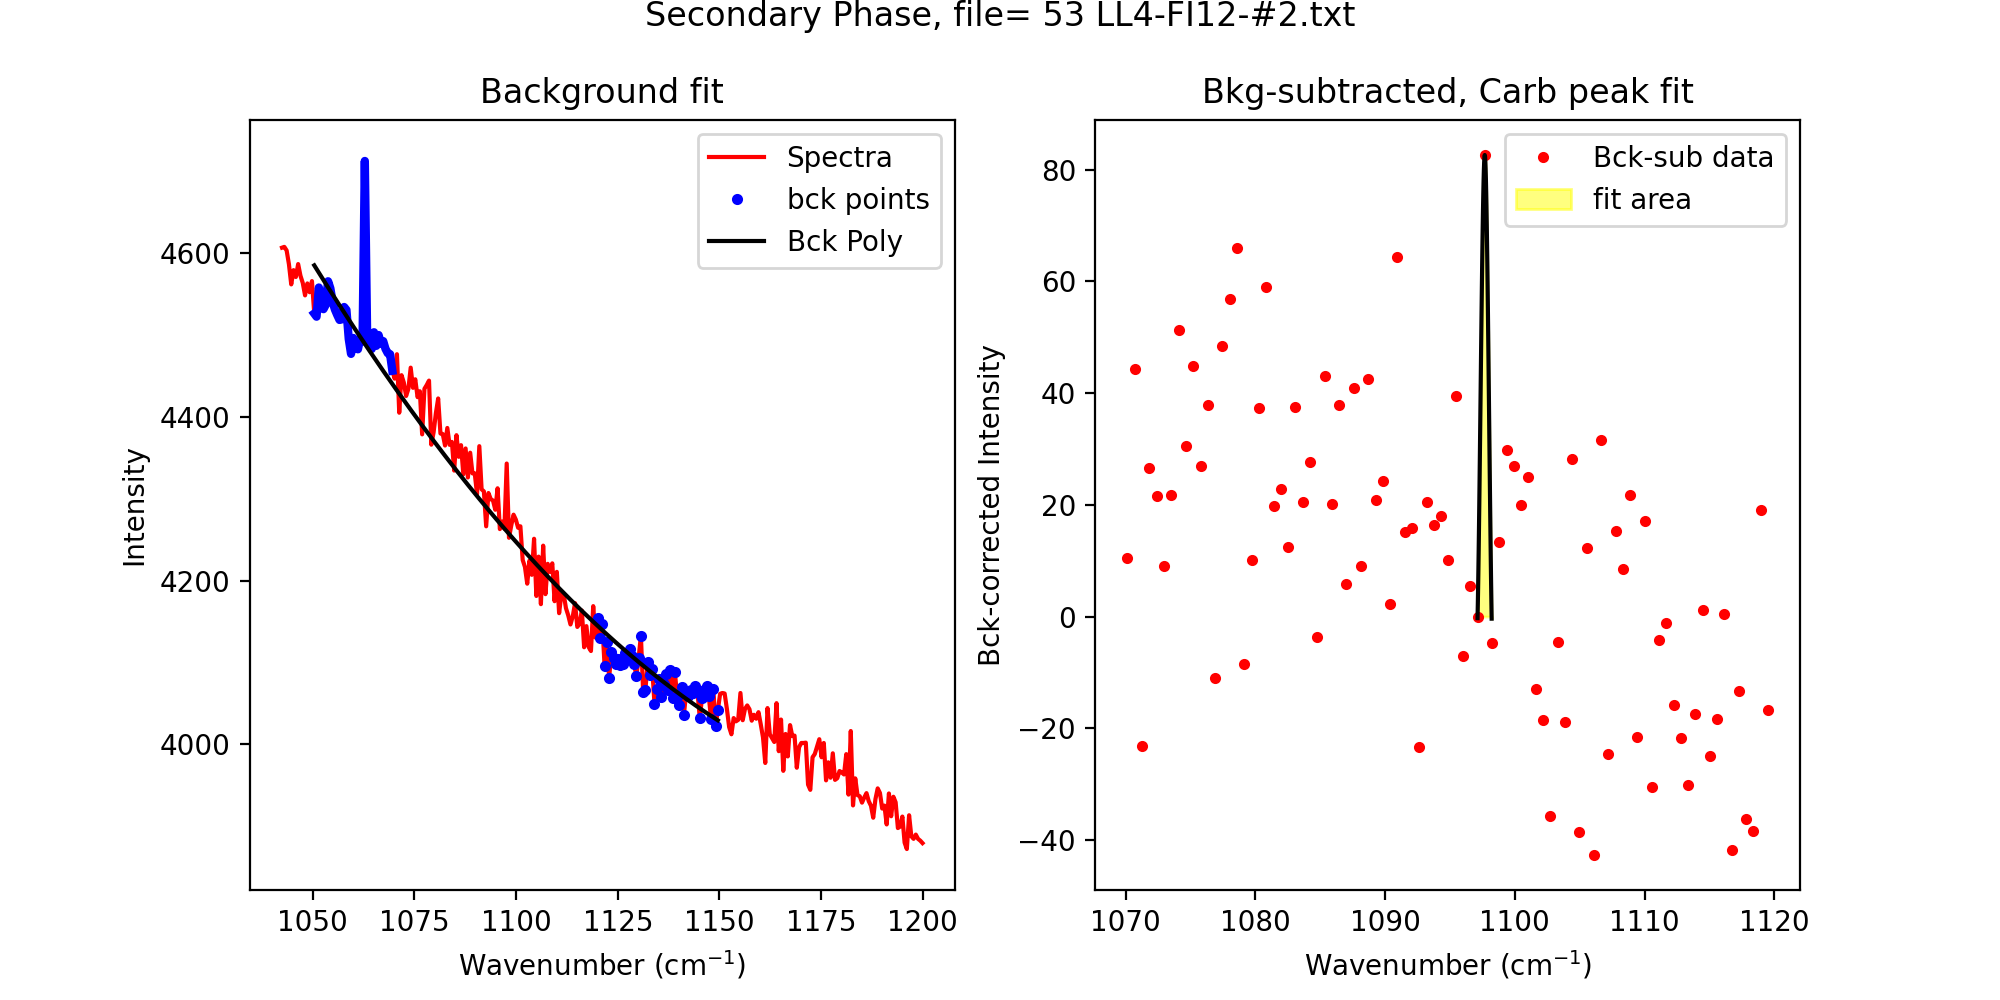 Secondary Phase, file= 53 LL4-FI12-#2.txt
Background fit
Spectra
bck points
Bck Poly
Intensity
4600
4400
4200
4000
1050 1075 1100 1125 1150 1175 1200
Wavenumber (cm⁻¹)
Bkg-subtracted, Carb peak fit
Bck-sub data
fit area
Bck-corrected Intensity
80
60
40
20
0
−20
−40
1070 1080 1090 1100 1110 1120
Wavenumber (cm⁻¹)